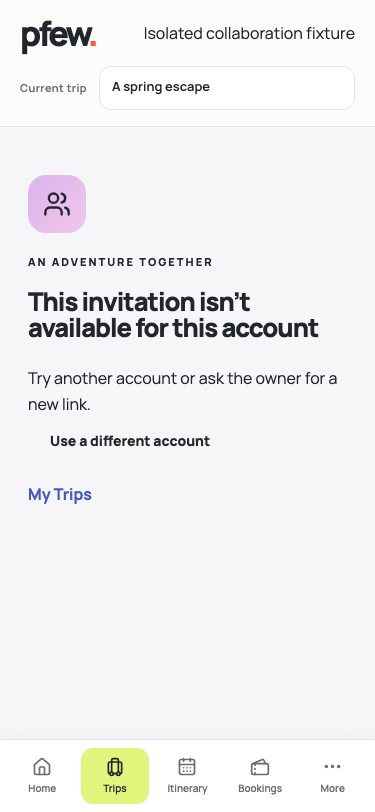 pfew.
Isolated collaboration fixture
Current trip
A spring escape
AN ADVENTURE TOGETHER
This invitation isn't
available for this account
Try another account or ask the owner for a
new link.
Use a different account
My Trips
Home
Trips
Itinerary
Bookings
More